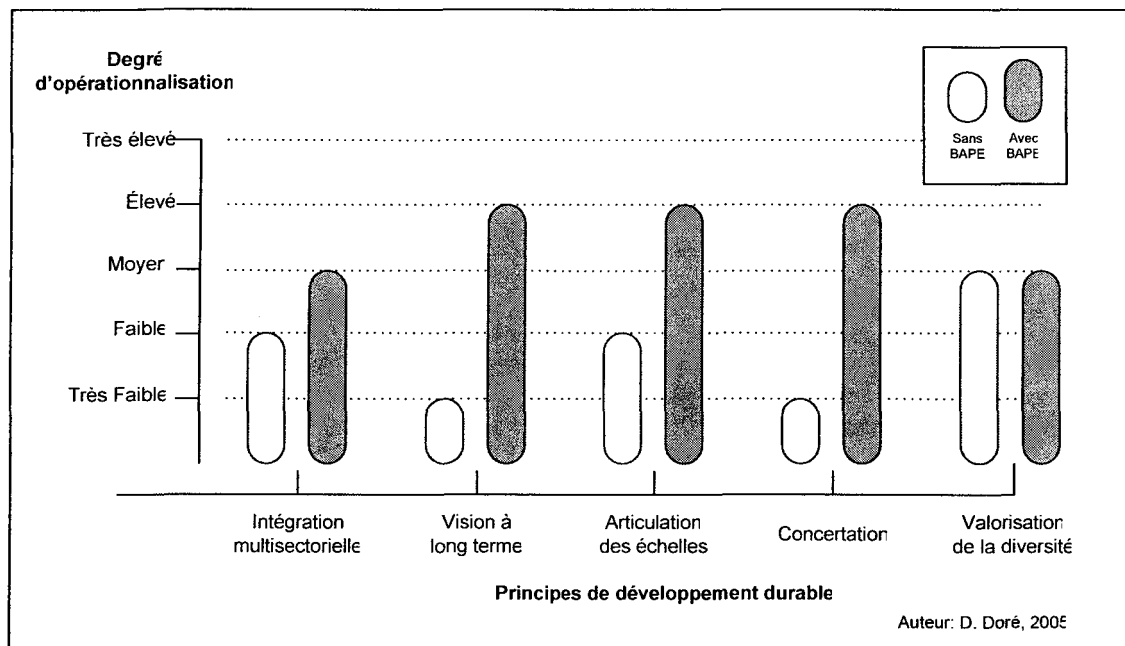 Degré
d'opérationnalisation
Sans
BAPE
Avec
BAPE
Très élevé
Élevé
Moyer
Faible
Très Faible
Intégration
multisectorielle
Vision à
long terme
Articulation
des échelles
Concertation
Valorisation
de la diversité
Principes de développement durable
Auteur: D. Doré, 2005